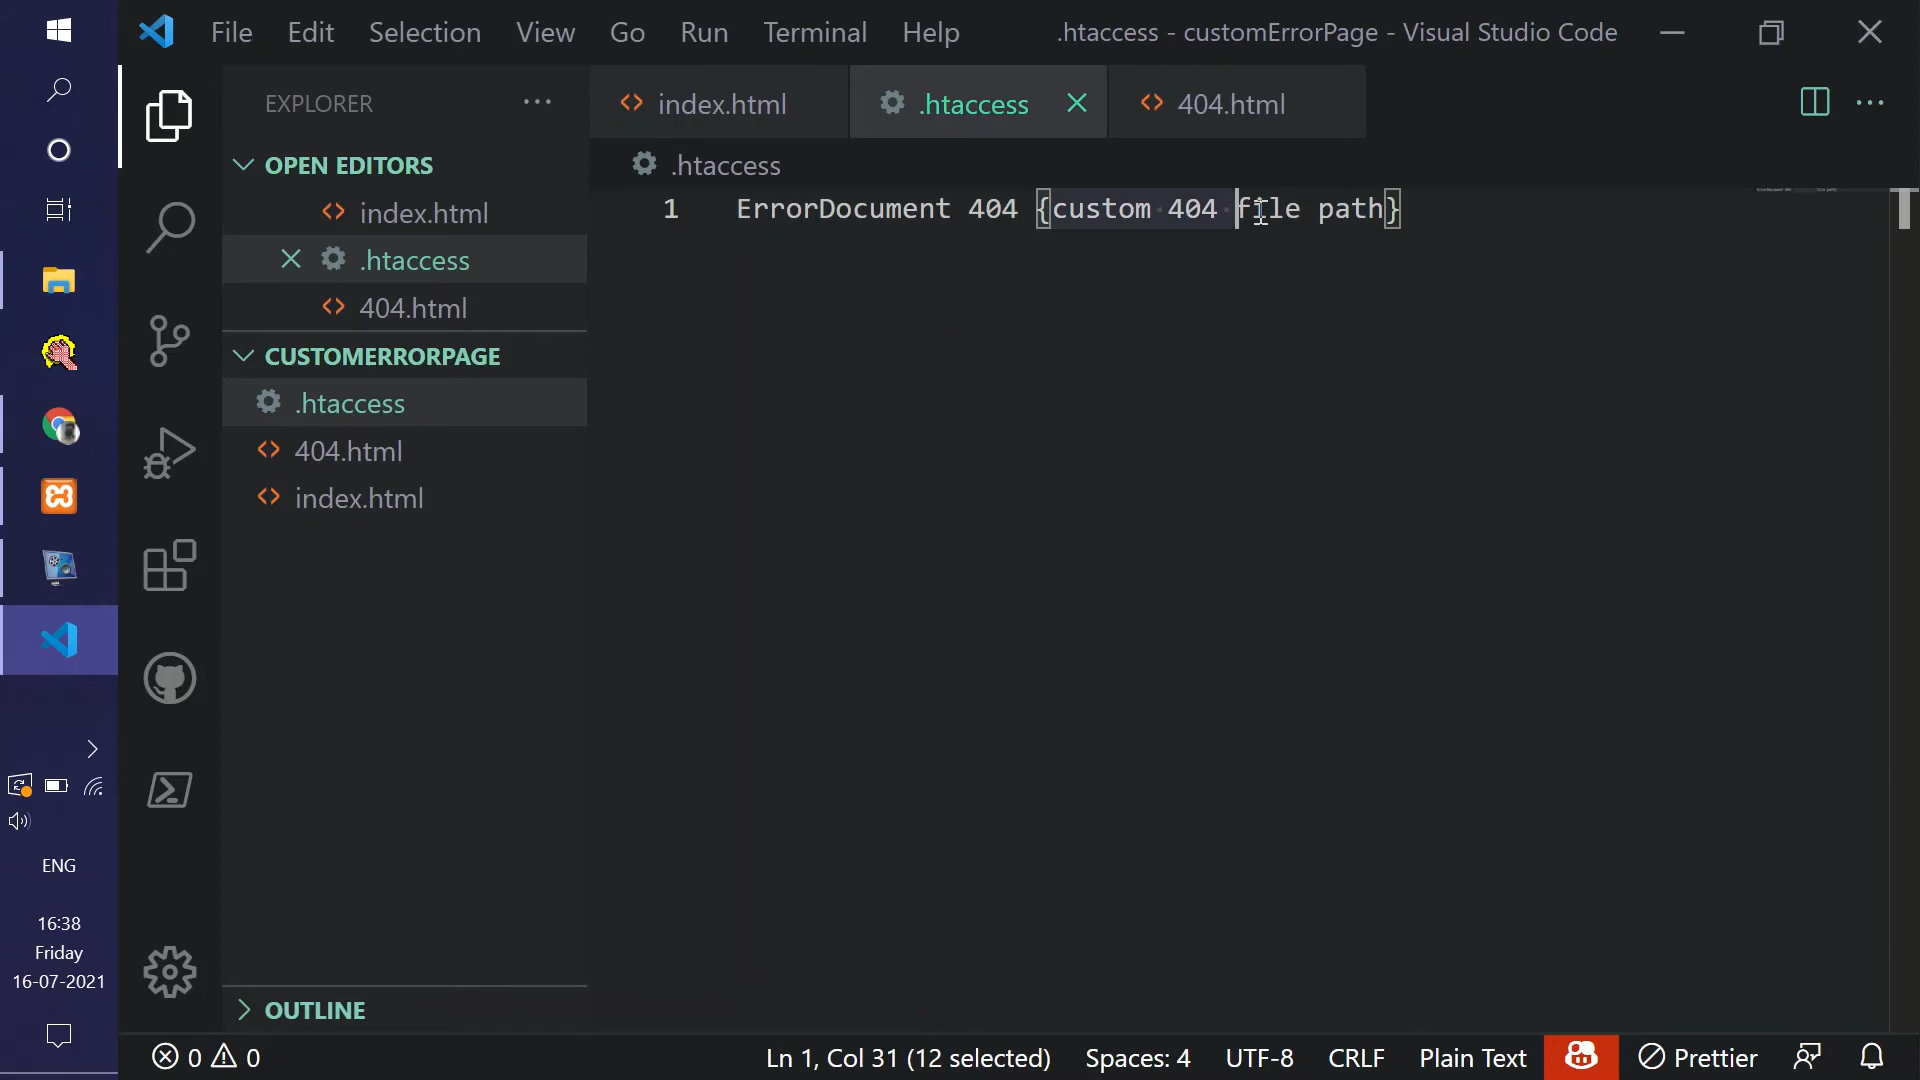 File Edit Selection View Go Run Terminal Help .htaccess - customErrorPage - Visual Studio Code
EXPLORER
index.html .htaccess 404.html
OPEN EDITORS
index.html
.htaccess
404.html
CUSTOMERRORPAGE
.htaccess
404.html
index.html
OUTLINE
.htaccess
1 ErrorDocument 404 {custom 404 file path}
ENG
16:38
Friday
16-07-2021
0 0 Ln 1, Col 31 (12 selected) Spaces: 4 UTF-8 CRLF Plain Text Prettier